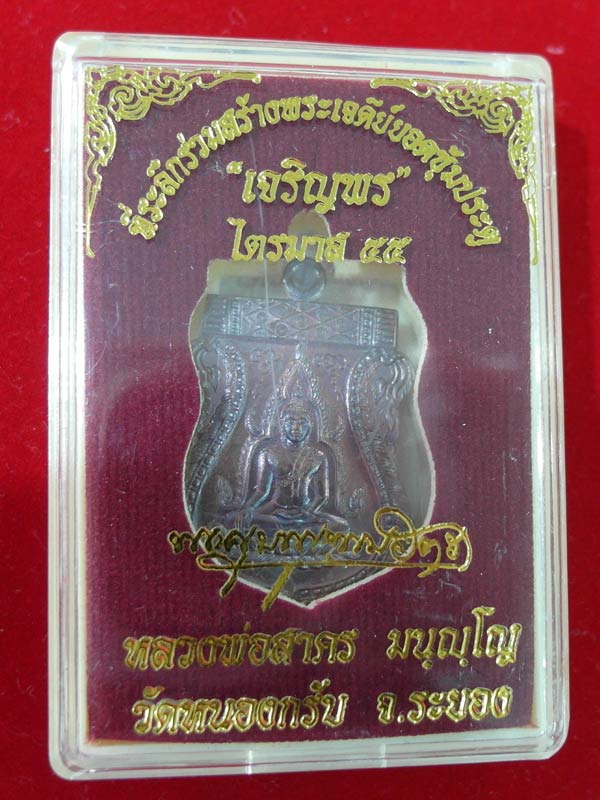 ที่ระลึกร่วมสร้างพระเจดีย์ยอดซุ้มประตู
"เจริญพร"
ไตรมาส ๕๕
หลวงพ่อสาคร มนุญฺโญ
วัดหนองกรับ จ.ระยอง